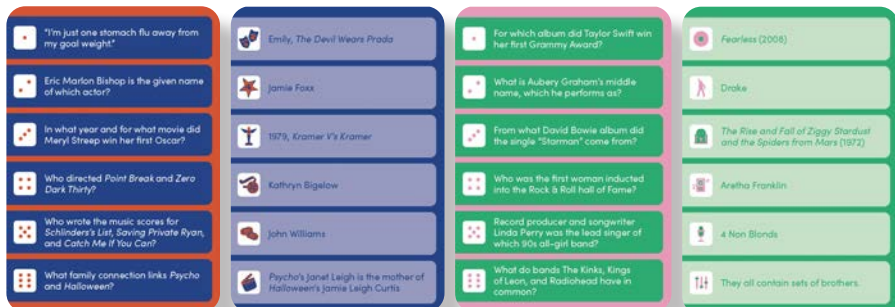 "I'm just one stomach flu away from
my goal weight."
Eric Marlon Bishop is the given name
of which actor?
In what year and for what movie did
Meryl Streep win her first Oscar?
Who directed Point Break and Zero
Dark Thirty?
Who wrote the music scores for
Schlinders's List, Saving Private Ryan,
and Catch Me If You Can?
What family connection links Psycho
and Halloween?
Emily, The Devil Wears Prada
Jamie Foxx
1979, Kramer V's Kramer
Kathryn Bigelow
John Williams
Psycho's Janet Leigh is the mother of
Halloween's Jamie Leigh Curtis
For which album did Taylor Swift win
her first Grammy Award?
What is Aubery Graham's middle
name, which he performs as?
From what David Bowie album did
the single "Starman" come from?
Who was the first woman inducted
into the Rock & Roll hall of Fame?
Record producer and songwriter
Linda Perry was the lead singer of
which 90s all-girl band?
What do bands The Kinks, Kings
of Leon, and Radiohead have in
common?
Fearless (2008)
Drake
The Rise and Fall of Ziggy Stardust
and the Spiders from Mars (1972)
Aretha Franklin
4 Non Blonds
They all contain sets of brothers.